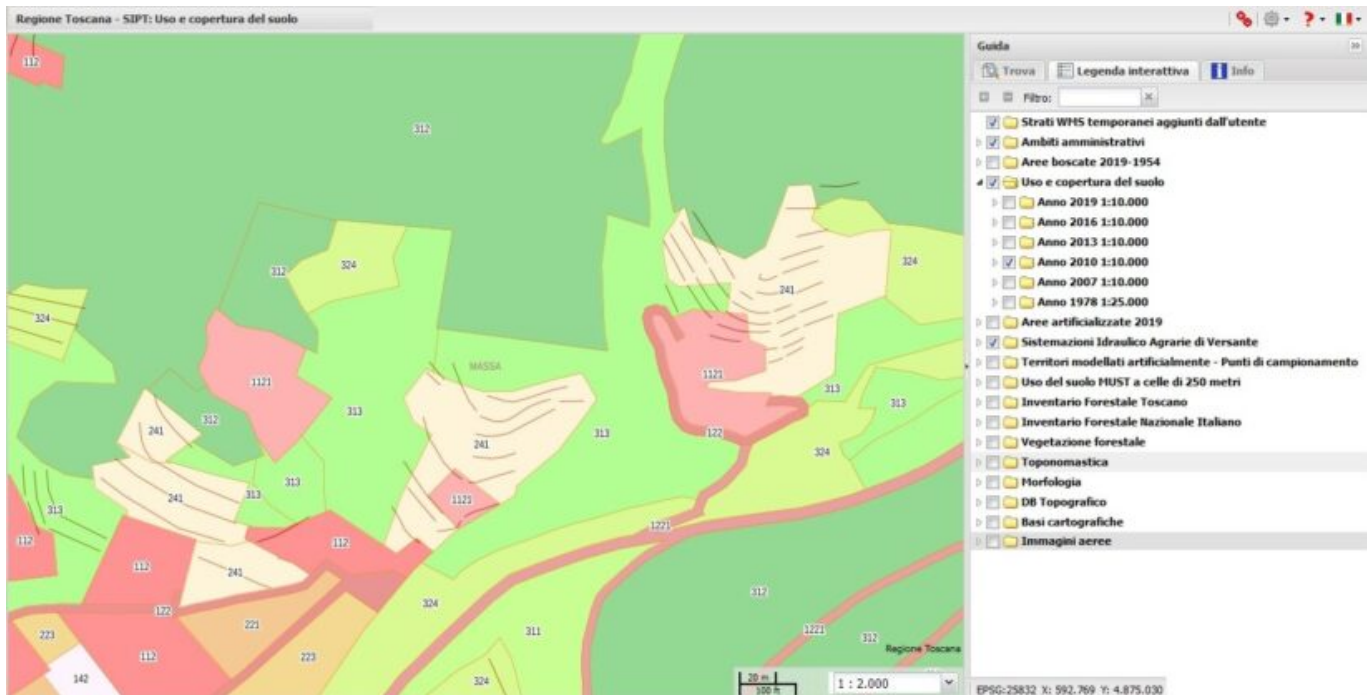 Regione Toscana - SIPT: Uso e copertura del suolo
Guida
Trova Legenda interattiva Info
Filtro:
Strati WMS temporanei aggiunti dall'utente
Ambiti amministrativi
Aree boscate 2019-1954
Uso e copertura del suolo
Anno 2019 1:10.000
Anno 2016 1:10.000
Anno 2013 1:10.000
Anno 2010 1:10.000
Anno 2007 1:10.000
Anno 1978 1:25.000
Aree artificializzate 2019
Sistemazioni Idraulico Agrarie di Versante
Territori modellati artificialmente - Punti di campionamento
Uso del suolo MUST a celle di 250 metri
Inventario Forestale Toscano
Inventario Forestale Nazionale Italiano
Vegetazione forestale
Toponomastica
Morfologia
DB Topografico
Basi cartografiche
Immagini aeree
112
312
312
324
324
241
324
MASSA
1121
1121
313
313
313
312
241
313
122
241
324
313
313
241
1121
313
112
112
1221
112
241
312
122
324
223
221
311
1221
312
112
223
Regione Toscana
142
324
20 m
100 ft
1 : 2.000
EPSG:25832 X: 592.769 Y: 4.875.030